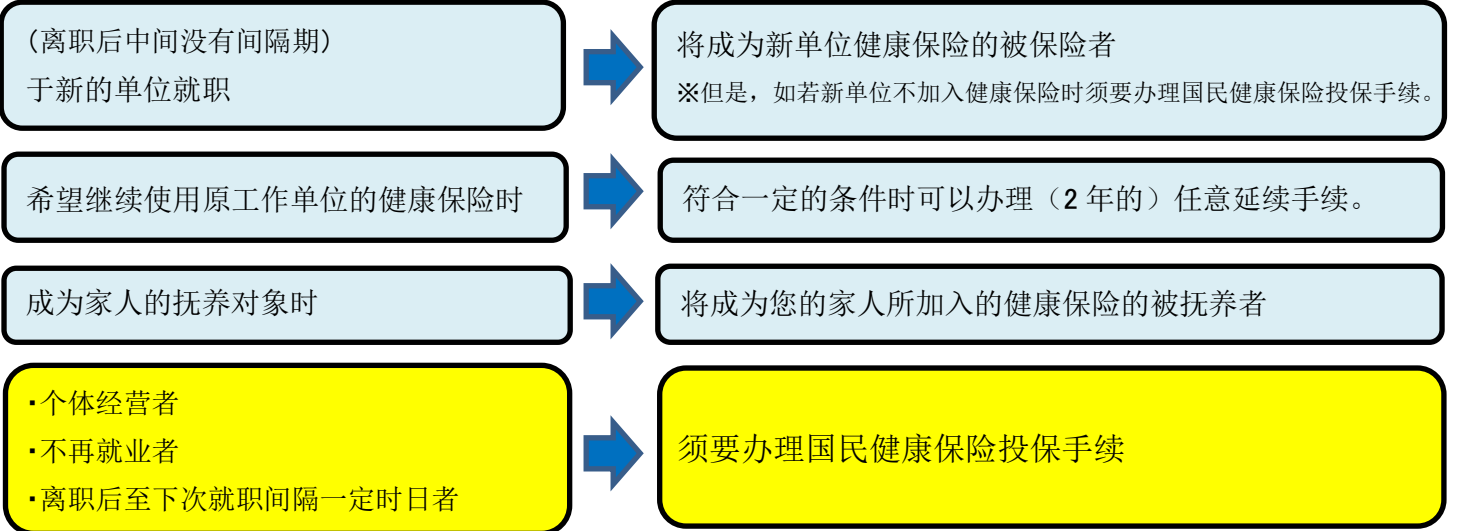 (离职后中间没有间隔期)
于新的单位就职
将成为新单位健康保险的被保险者
※但是，如若新单位不加入健康保险时须要办理国民健康保险投保手续。
希望继续使用原工作单位的健康保险时
符合一定的条件时可以办理（2年的）任意延续手续。
成为家人的抚养对象时
将成为您的家人所加入的健康保险的被抚养者
・个体经营者
・不再就业者
・离职后至下次就职间隔一定时日者
须要办理国民健康保险投保手续